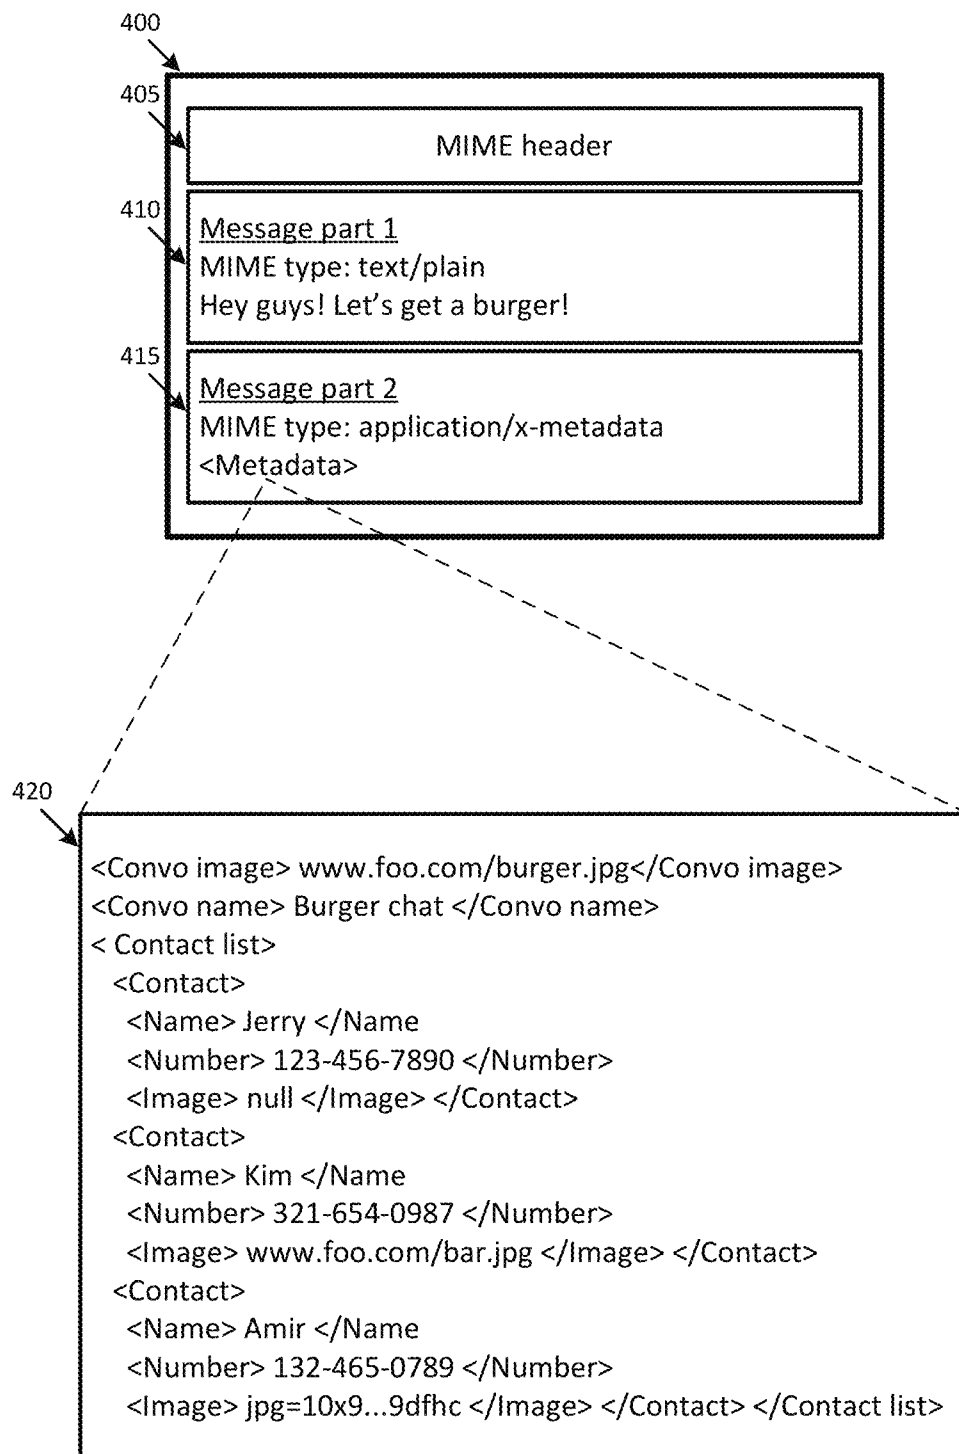 400
405
MIME header
410
Message part 1
MIME type: text/plain
Hey guys! Let's get a burger!
415
Message part 2
MIME type: application/x-metadata
<Metadata>
420
<Convo image> www.foo.com/burger.jpg</Convo image>
<Convo name> Burger chat </Convo name>
< Contact list>
<Contact>
<Name> Jerry </Name
<Number> 123-456-7890 </Number>
<Image> null </Image> </Contact>
<Contact>
<Name> Kim </Name
<Number> 321-654-0987 </Number>
<Image> www.foo.com/bar.jpg </Image> </Contact>
<Contact>
<Name> Amir </Name
<Number> 132-465-0789 </Number>
<Image> jpg=10x9...9dfhc </Image> </Contact> </Contact list>